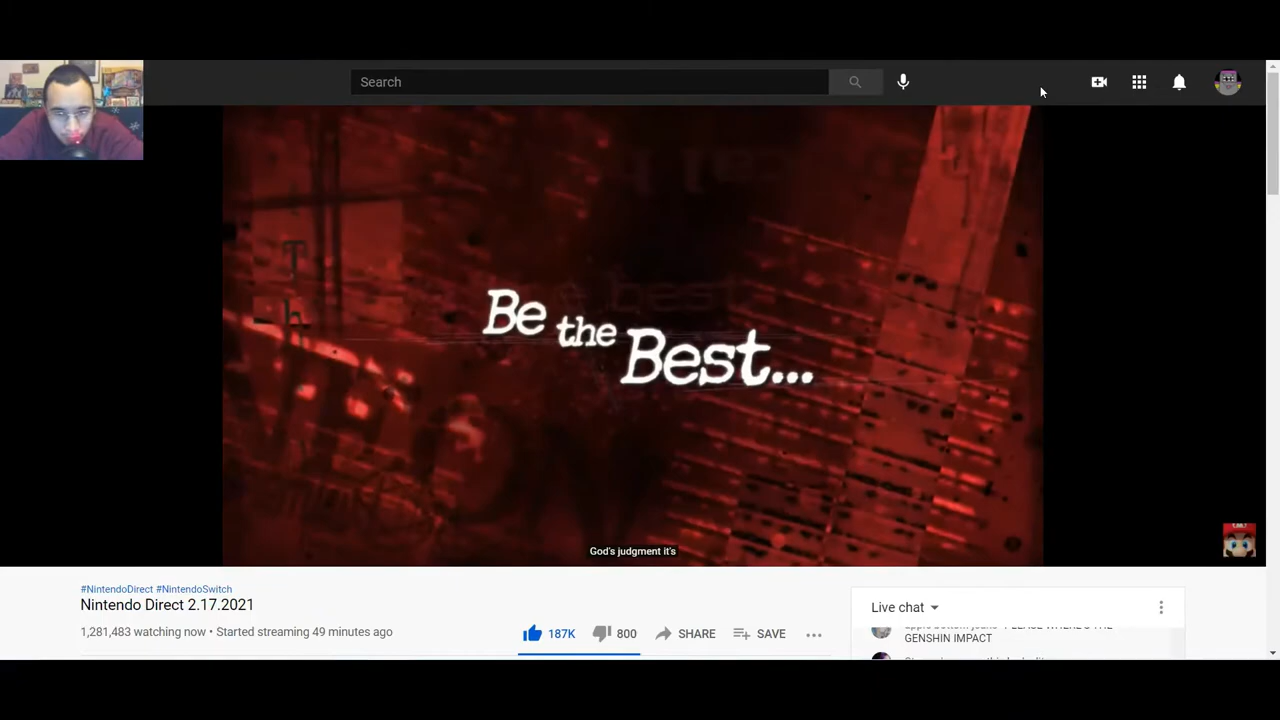 Search
Be the Best...
God's judgment it's
#NintendoDirect #NintendoSwitch
Nintendo Direct 2.17.2021
1,281,483 watching now • Started streaming 49 minutes ago
187K
800
SHARE
SAVE
Live chat
GENSHIN IMPACT